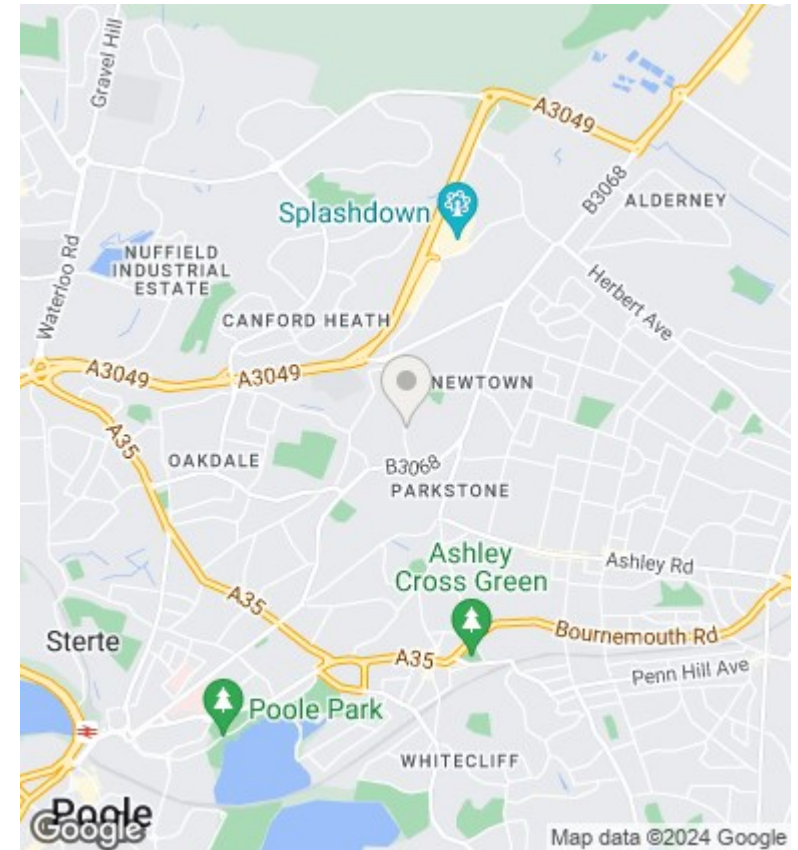 Gravel Hill
A3049
B3068
ALDERNEY
Splashdown
NUFFIELD
INDUSTRIAL
ESTATE
Waterloo Rd
Herbert Ave
CANFORD HEATH
A3049
A3049
NEWTOWN
A35
OAKDALE
B3068
PARKSTONE
Ashley
Cross Green
Ashley Rd
A35
Bournemouth Rd
Sterte
A35
Penn Hill Ave
Poole Park
WHITECLIFF
Poole
Google
Map data ©2024 Google